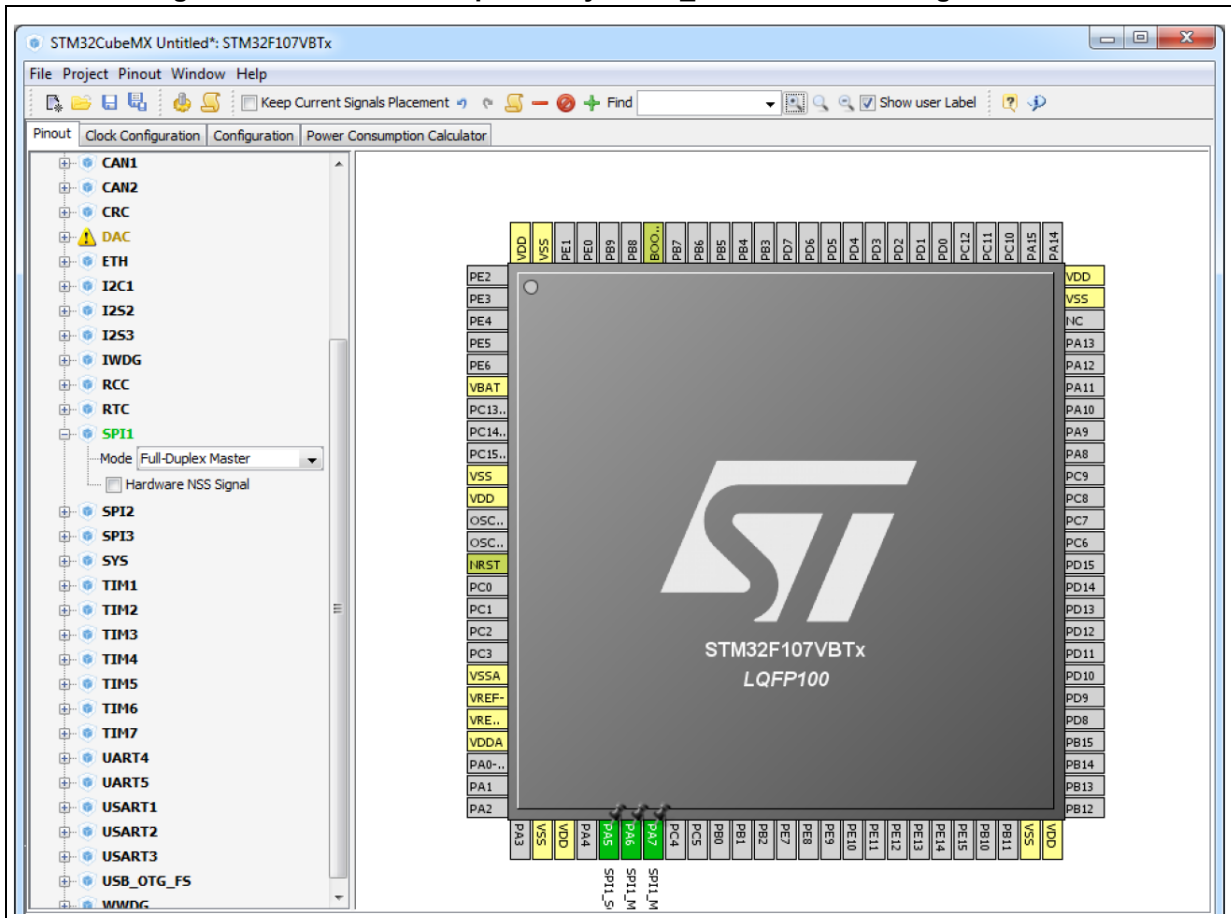 STM32CubeMX Untitled*: STM32F107VBTx
File Project Pinout Window Help
Keep Current Signals Placement Find Show user Label
Pinout Clock Configuration Configuration Power Consumption Calculator
CAN1
CAN2
CRC
DAC
ETH
I2C1
I2S2
I2S3
IWDG
RCC
RTC
SPI1
Mode Full-Duplex Master
Hardware NSS Signal
SPI2
SPI3
SYS
TIM1
TIM2
TIM3
TIM4
TIM5
TIM6
TIM7
UART4
UART5
USART1
USART2
USART3
USB_OTG_FS
WWDG
VDD VSS PE1 PE0 PB9 PB8 BOO.. PB7 PB6 PB5 PB4 PB3 PD7 PD6 PD5 PD4 PD3 PD2 PD1 PD0 PC12 PC11 PC10 PA15 PA14
PE2
PE3
PE4
PE5
PE6
VBAT
PC13..
PC14..
PC15..
VSS
VDD
OSC..
OSC..
NRST
PC0
PC1
PC2
PC3
VSSA
VREF-
VRE..
VDDA
PA0-..
PA1
PA2
ST
STM32F107VBTx
LQFP100
VDD
VSS
NC
PA13
PA12
PA11
PA10
PA9
PA8
PC9
PC8
PC7
PC6
PD15
PD14
PD13
PD12
PD11
PD10
PD9
PD8
PB15
PB14
PB13
PB12
PA3 VSS VDD PA4 PA5 PA6 PA7 PC4 PC5 PB0 PB1 PB2 PE7 PE8 PE9 PE10 PE11 PE12 PE13 PE14 PE15 PB10 PB11 VSS VDD
SPI1_M SPI1_M